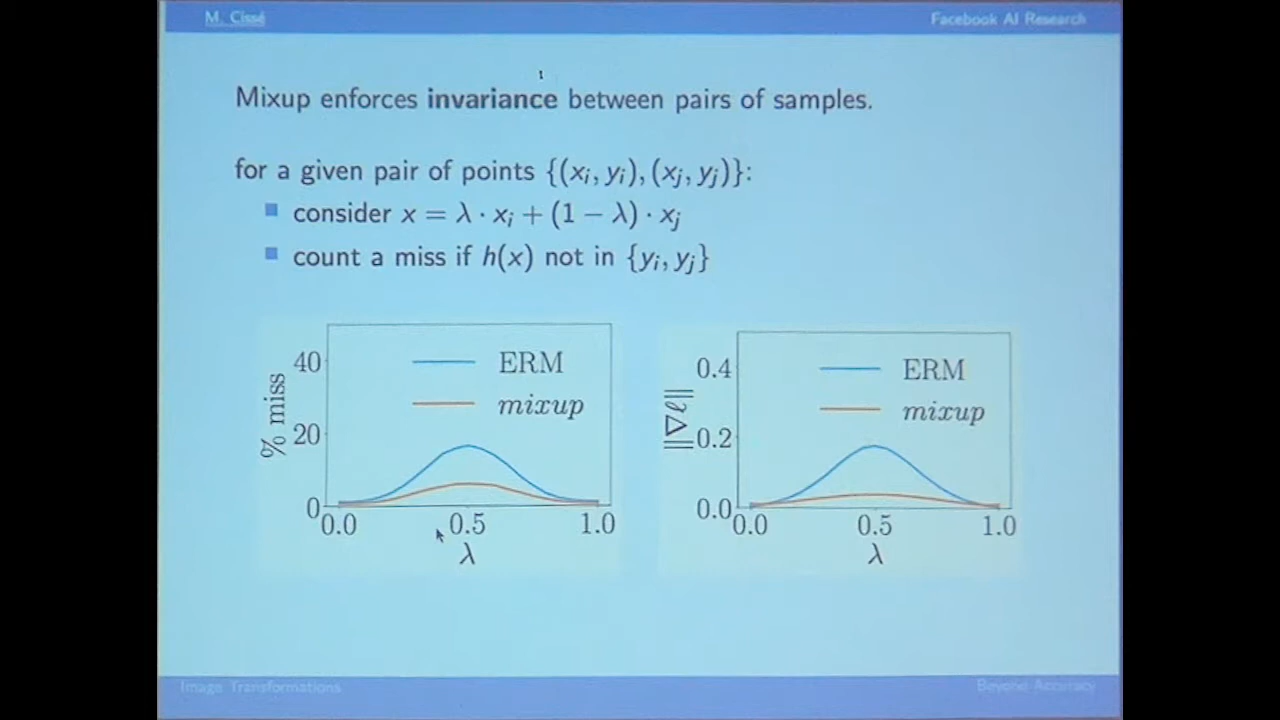 M. Cissé
Facebook AI Research
Mixup enforces invariance between pairs of samples.
for a given pair of points {(xᵢ, yᵢ), (xⱼ, yⱼ)}:
consider x = λ · xᵢ + (1 − λ) · xⱼ
count a miss if h(x) not in {yᵢ, yⱼ}
% miss
40
20
0
ERM
mixup
0.0
0.5
1.0
λ
‖∇ℓ‖
0.4
0.2
0.0
ERM
mixup
0.0
0.5
1.0
λ
Image Transformations
Beyond Accuracy